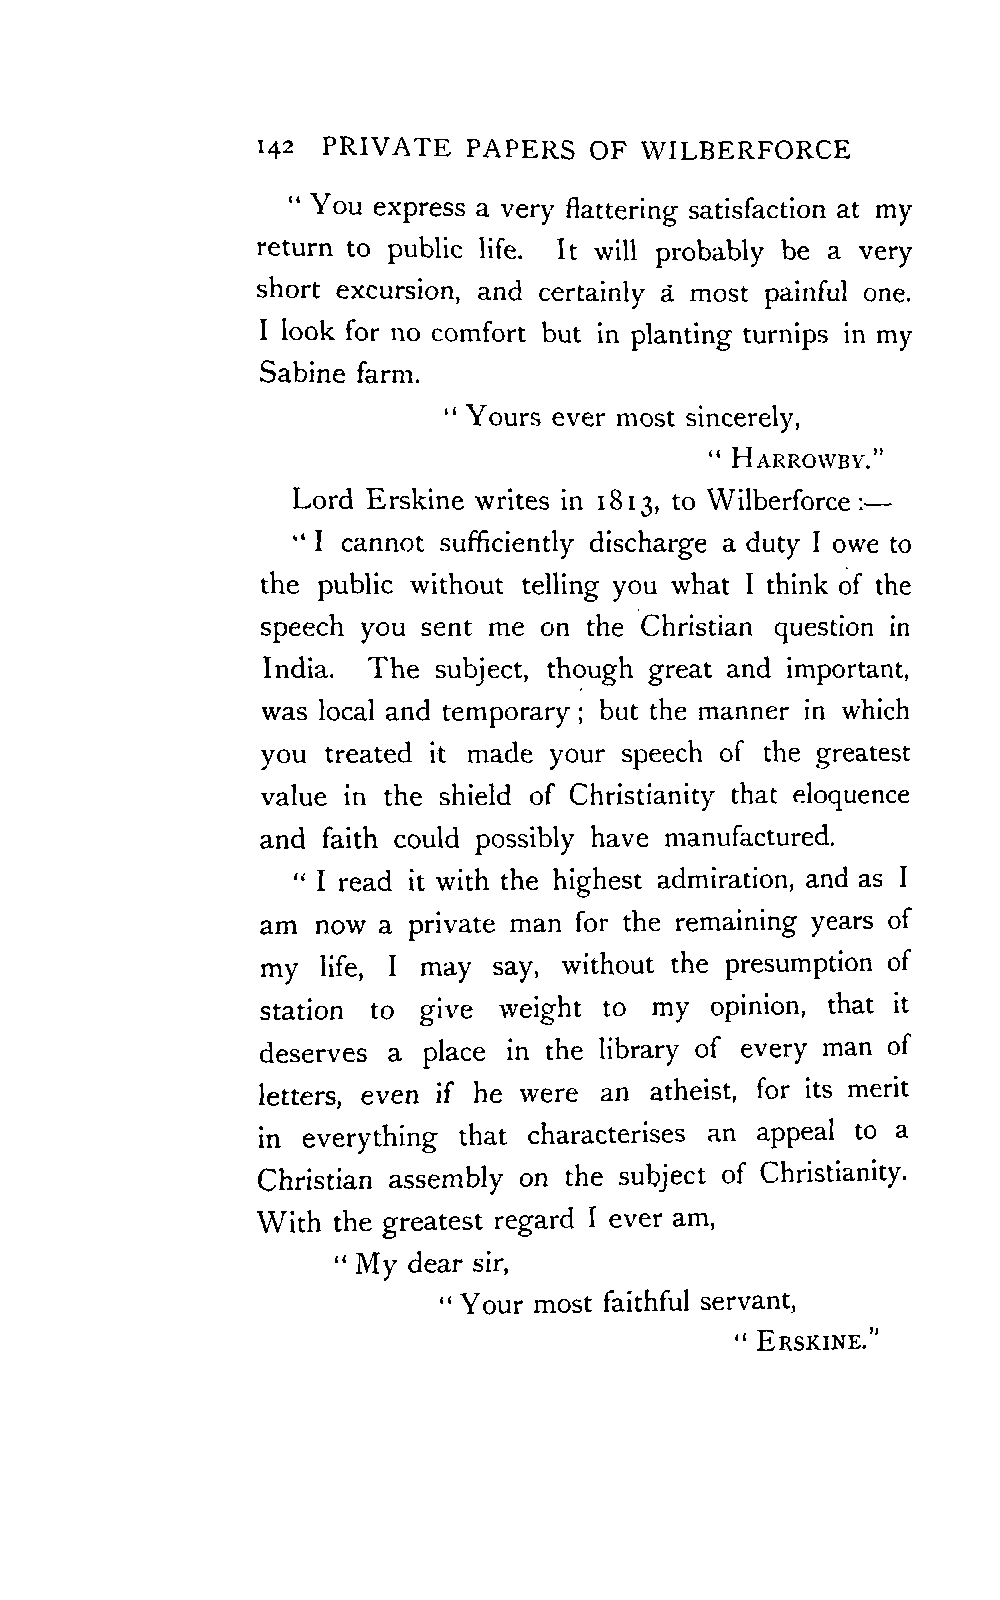 142 PRIVATE PAPERS OF WILBERFORCE
“ You express a very flattering satisfaction at my
return to public life. It will probably be a very
short excursion, and certainly a most painful one.
I look for no comfort but in planting turnips in my
Sabine farm.
“ Yours ever most sincerely,
“ HARROWBY.”
Lord Erskine writes in 1813, to Wilberforce :—
“ I cannot sufficiently discharge a duty I owe to
the public without telling you what I think of the
speech you sent me on the Christian question in
India. The subject, though great and important,
was local and temporary ; but the manner in which
you treated it made your speech of the greatest
value in the shield of Christianity that eloquence
and faith could possibly have manufactured.
“ I read it with the highest admiration, and as I
am now a private man for the remaining years of
my life, I may say, without the presumption of
station to give weight to my opinion, that it
deserves a place in the library of every man of
letters, even if he were an atheist, for its merit
in everything that characterises an appeal to a
Christian assembly on the subject of Christianity.
With the greatest regard I ever am,
“ My dear sir,
“ Your most faithful servant,
“ ERSKINE.”